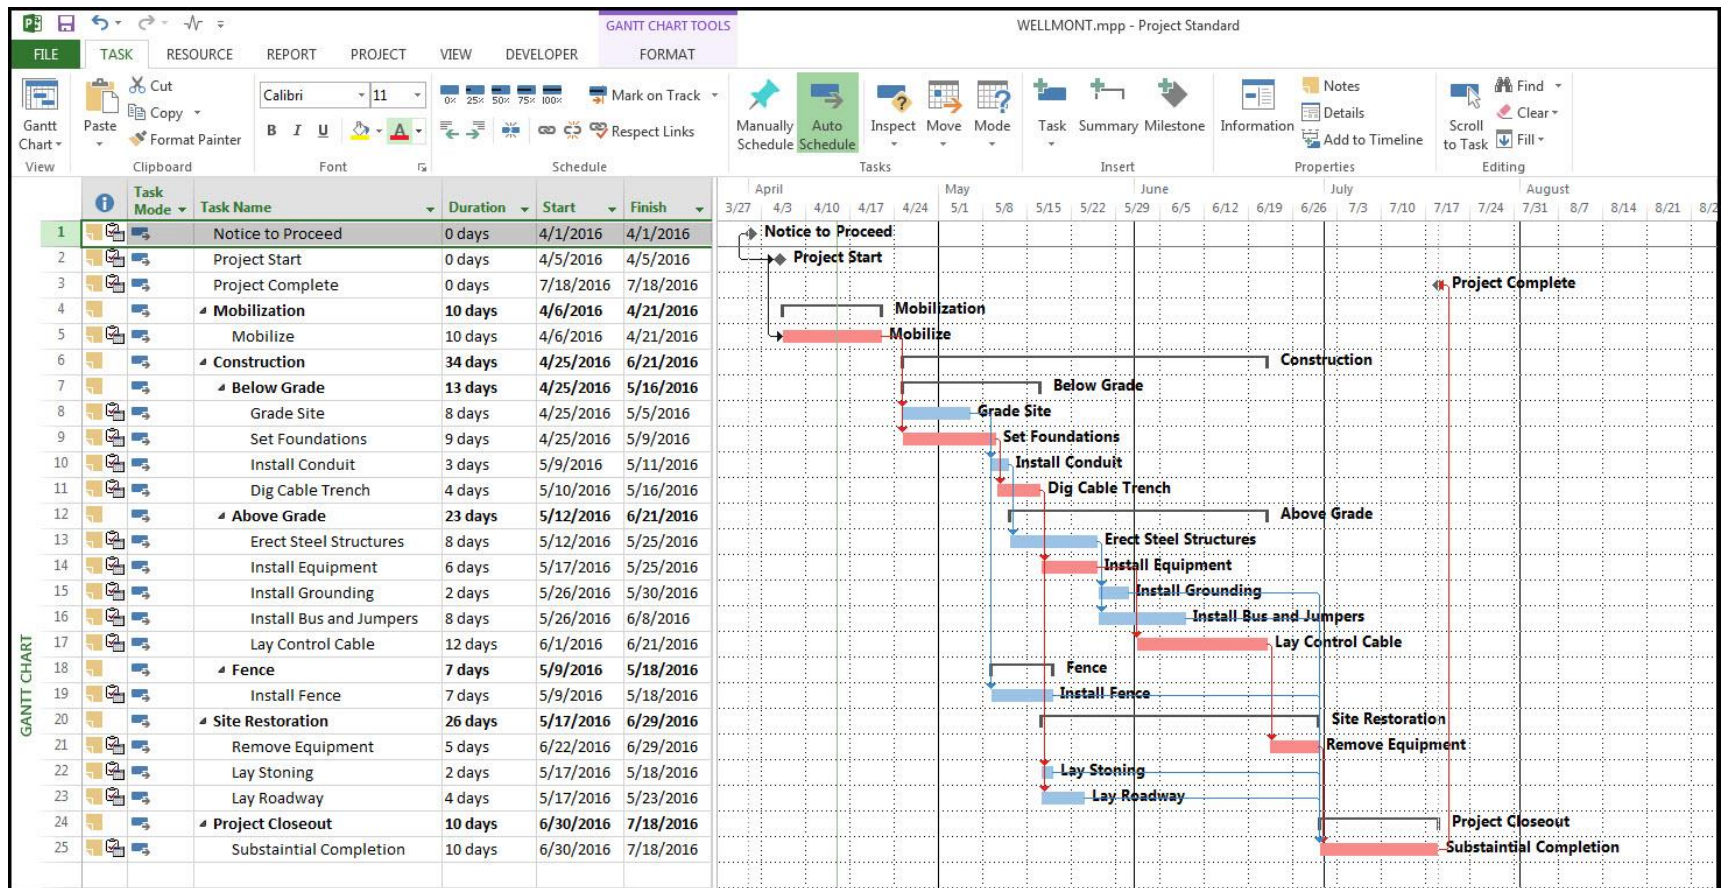 GANTT CHART TOOLS
WELLMONT.mpp - Project Standard
FILE TASK RESOURCE REPORT PROJECT VIEW DEVELOPER FORMAT
Cut
Copy
Format Painter
Paste
Gantt Chart
Calibri 11
B I U A
0% 25% 50% 75% 100%
Mark on Track
Respect Links
Manually Schedule
Auto Schedule
Inspect Move Mode
Task Summary Milestone
Information
Notes
Details
Add to Timeline
Scroll to Task
Find
Clear
Fill
View Clipboard Font Schedule Tasks Insert Properties Editing
Task Mode Task Name Duration Start Finish
April May June July August
3/27 4/3 4/10 4/17 4/24 5/1 5/8 5/15 5/22 5/29 6/5 6/12 6/19 6/26 7/3 7/10 7/17 7/24 7/31 8/7 8/14 8/21 8/2
1 Notice to Proceed 0 days 4/1/2016 4/1/2016 Notice to Proceed
2 Project Start 0 days 4/5/2016 4/5/2016 Project Start
3 Project Complete 0 days 7/18/2016 7/18/2016 Project Complete
4 Mobilization 10 days 4/6/2016 4/21/2016 Mobilization
5 Mobilize 10 days 4/6/2016 4/21/2016 Mobilize
6 Construction 34 days 4/25/2016 6/21/2016 Construction
7 Below Grade 13 days 4/25/2016 5/16/2016 Below Grade
8 Grade Site 8 days 4/25/2016 5/5/2016 Grade Site
9 Set Foundations 9 days 4/25/2016 5/9/2016 Set Foundations
10 Install Conduit 3 days 5/9/2016 5/11/2016 Install Conduit
11 Dig Cable Trench 4 days 5/10/2016 5/16/2016 Dig Cable Trench
12 Above Grade 23 days 5/12/2016 6/21/2016 Above Grade
13 Erect Steel Structures 8 days 5/12/2016 5/25/2016 Erect Steel Structures
14 Install Equipment 6 days 5/17/2016 5/25/2016 Install Equipment
15 Install Grounding 2 days 5/26/2016 5/30/2016 Install Grounding
16 Install Bus and Jumpers 8 days 5/26/2016 6/8/2016 Install Bus and Jumpers
17 Lay Control Cable 12 days 6/1/2016 6/21/2016 Lay Control Cable
18 Fence 7 days 5/9/2016 5/18/2016 Fence
19 Install Fence 7 days 5/9/2016 5/18/2016 Install Fence
20 Site Restoration 26 days 5/17/2016 6/29/2016 Site Restoration
21 Remove Equipment 5 days 6/22/2016 6/29/2016 Remove Equipment
22 Lay Stoning 2 days 5/17/2016 5/18/2016 Lay Stoning
23 Lay Roadway 4 days 5/17/2016 5/23/2016 Lay Roadway
24 Project Closeout 10 days 6/30/2016 7/18/2016 Project Closeout
25 Substaintial Completion 10 days 6/30/2016 7/18/2016 Substaintial Completion
GANTT CHART